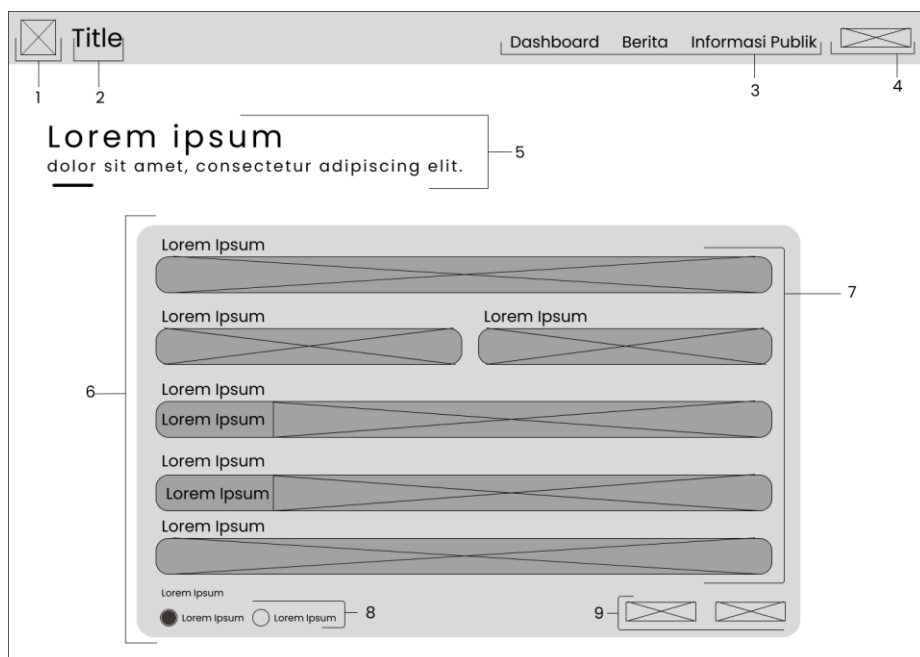 Title
Dashboard Berita Informasi Publik
1
2
3
4
Lorem ipsum
dolor sit amet, consectetur adipiscing elit.
5
Lorem Ipsum
7
Lorem Ipsum Lorem Ipsum
6
Lorem Ipsum
Lorem Ipsum
Lorem Ipsum
Lorem Ipsum
Lorem Ipsum
Lorem Ipsum
Lorem Ipsum Lorem Ipsum
8
9